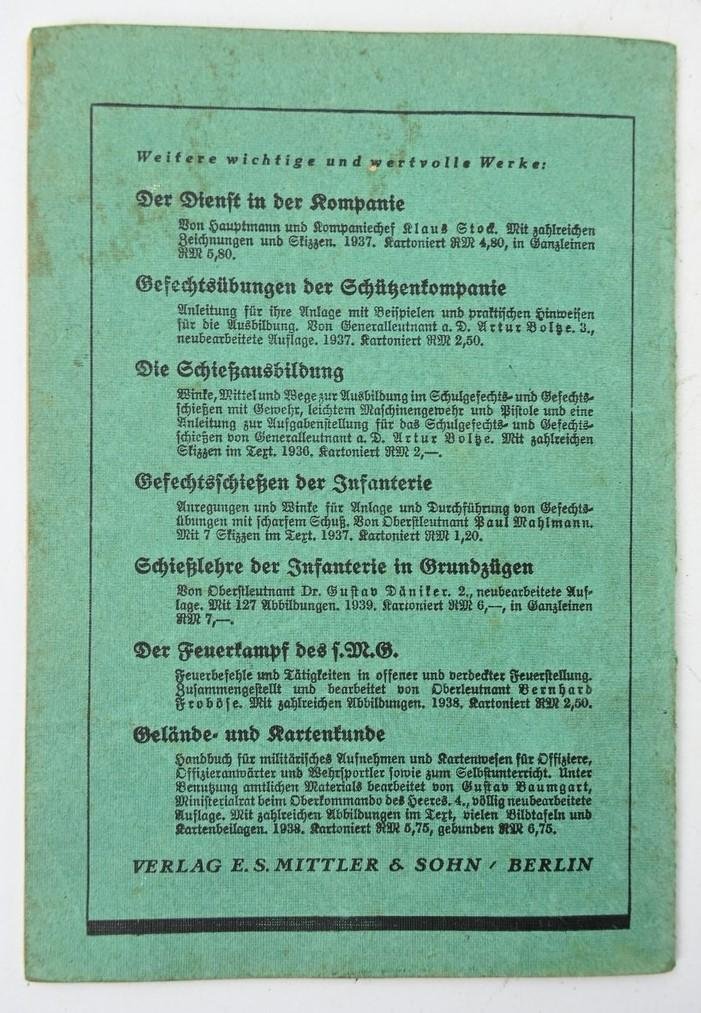 Weitere wichtige und wertvolle Werke:
Der Dienst in der Kompanie
Von Hauptmann und Kompaniechef Klaus Stock. Mit zahlreichen
Zeichnungen und Skizzen. 1937. Kartoniert RM 4,80, in Ganzleinen
RM 5,80.
Gefechtsübungen der Schützenkompanie
Anleitung für ihre Anlage mit Beispielen und praktischen Hinweisen
für die Ausbildung. Von Generalleutnant a. D. Artur Boltze. 3.,
neubearbeitete Auflage. 1937. Kartoniert RM 2,50.
Die Schießausbildung
Winke, Mittel und Wege zur Ausbildung im Schulgefechts- und Gefechts-
schießen mit Gewehr, leichtem Maschinengewehr und Pistole und eine
Anleitung zur Aufgabenstellung für das Schulgefechts- und Gefechts-
schießen von Generalleutnant a. D. Artur Boltze. Mit zahlreichen
Skizzen im Text. 1936. Kartoniert RM 2,—.
Gefechtsschießen der Infanterie
Anregungen und Winke für Anlage und Durchführung von Gefechts-
übungen mit scharfem Schuß. Von Oberstleutnant Paul Mahlmann.
Mit 7 Skizzen im Text. 1937. Kartoniert RM 1,20.
Schießlehre der Infanterie in Grundzügen
Von Oberstleutnant Dr. Gustav Däniker. 2., neubearbeitete Auf-
lage. Mit 127 Abbildungen. 1939. Kartoniert RM 6,—, in Ganzleinen
RM 7,—.
Der Feuerkampf des s.M.G.
Feuerbefehle und Tätigkeiten in offener und verdeckter Feuerstellung.
Zusammengestellt und bearbeitet von Oberleutnant Bernhard
Froböse. Mit zahlreichen Abbildungen. 1938. Kartoniert RM 2,50.
Gelände- und Kartenkunde
Handbuch für militärisches Aufnehmen und Kartenwesen für Offiziere,
Offizieranwärter und Wehrsportler sowie zum Selbstunterricht. Unter
Benutzung amtlichen Materials bearbeitet von Gustav Baumgart,
Ministerialrat beim Oberkommando des Heeres. 4., völlig neubearbeitete
Auflage. Mit zahlreichen Abbildungen im Text, vielen Bildtafeln und
Kartenbeilagen. 1938. Kartoniert RM 5,75, gebunden RM 6,75.
VERLAG E. S. MITTLER & SOHN / BERLIN